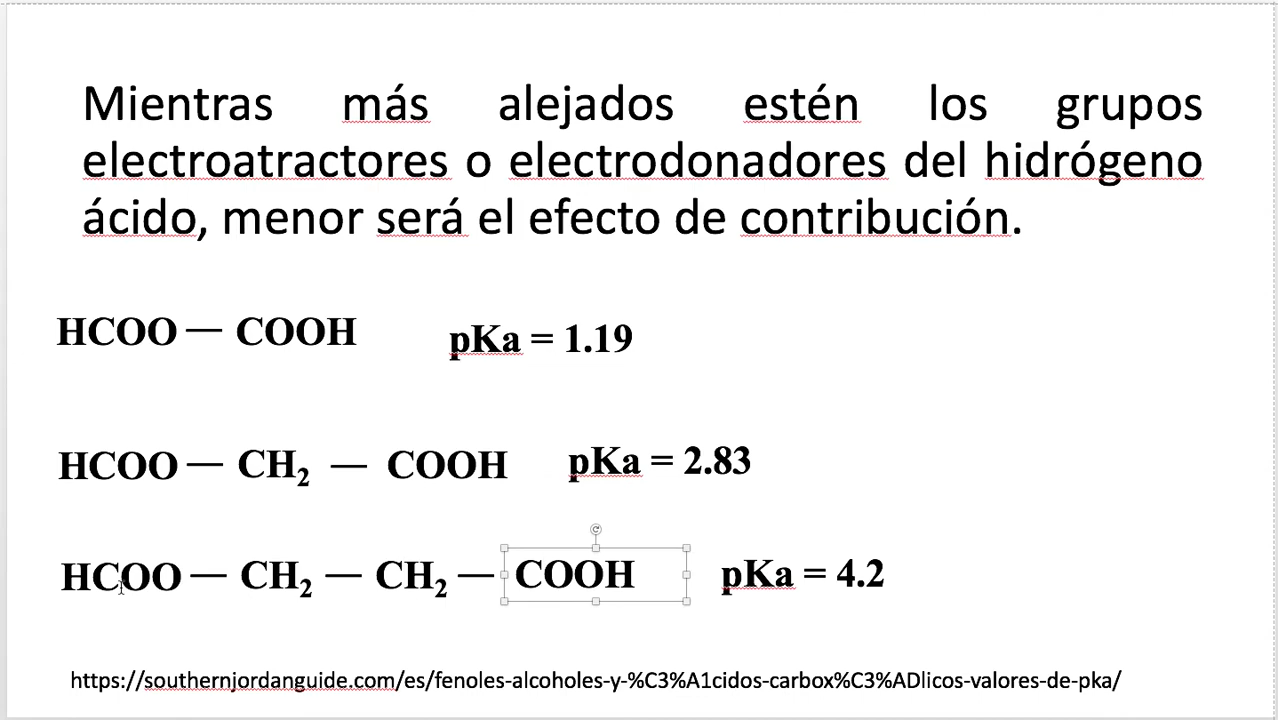 Mientras más alejados estén los grupos
electroatractores o electrodonadores del hidrógeno
ácido, menor será el efecto de contribución.
HCOO — COOH pKa = 1.19
HCOO — CH₂ — COOH pKa = 2.83
HCOO — CH₂ — CH₂ — COOH pKa = 4.2
https://southernjordanguide.com/es/fenoles-alcoholes-y-%C3%A1cidos-carbox%C3%ADlicos-valores-de-pka/